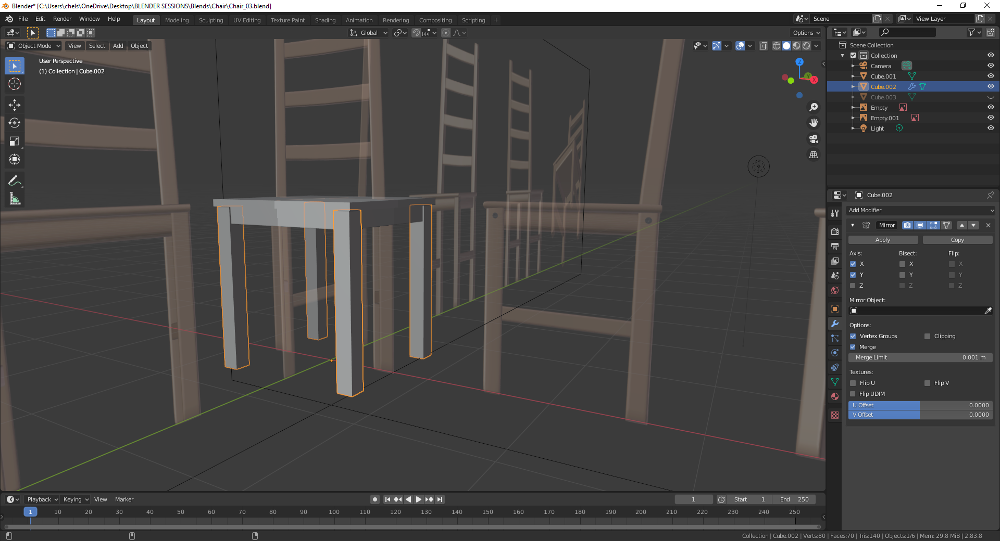 Blender* [C:\Users\chels\OneDrive\Desktop\BLENDER SESSIONS\Blends\Chair\Chair_03.blend]
File Edit Render Window Help Layout Modeling Sculpting UV Editing Texture Paint Shading Animation Rendering Compositing Scripting + Scene View Layer
Global Options
Object Mode View Select Add Object
User Perspective
(1) Collection | Cube.002
Z
Y
X
Scene Collection
Collection
Camera
Cube.001
Cube.002
Cube.003
Empty
Empty.001
Light
Cube.002
Add Modifier
Mirror
Apply Copy
Axis: Bisect: Flip:
X X X
Y Y Y
Z Z Z
Mirror Object:
Options:
Vertex Groups Clipping
Merge
Merge Limit 0.001 m
Textures:
Flip U Flip V
Flip UDIM
U Offset 0.0000
V Offset 0.0000
Playback Keying View Marker 1 Start 1 End 250
1 10 20 30 40 50 60 70 80 90 100 110 120 130 140 150 160 170 180 190 200 210 220 230 240 250
Collection | Cube.002 | Verts:80 | Faces:70 | Tris:140 | Objects:1/6 | Mem: 29.8 MiB | 2.83.8